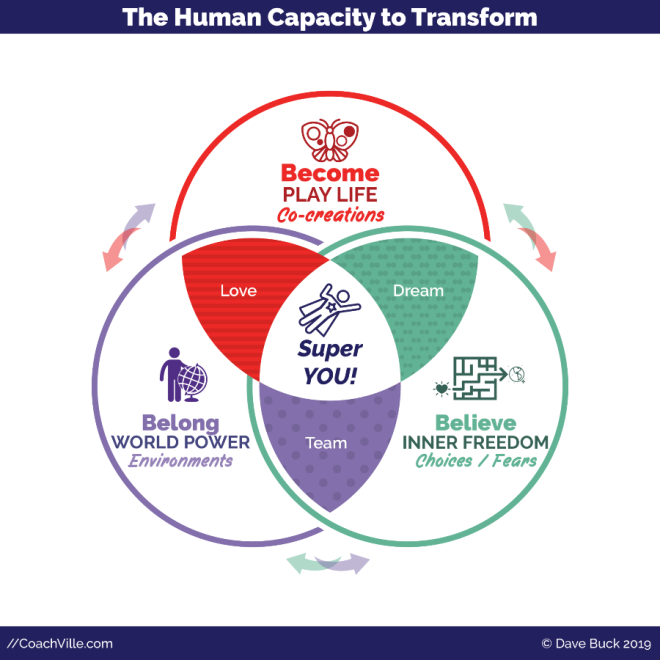 The Human Capacity to Transform
Become
PLAY LIFE
Co-creations
Love
Dream
Super
YOU!
Belong
WORLD POWER
Environments
Believe
INNER FREEDOM
Choices / Fears
Team
//CoachVille.com
© Dave Buck 2019